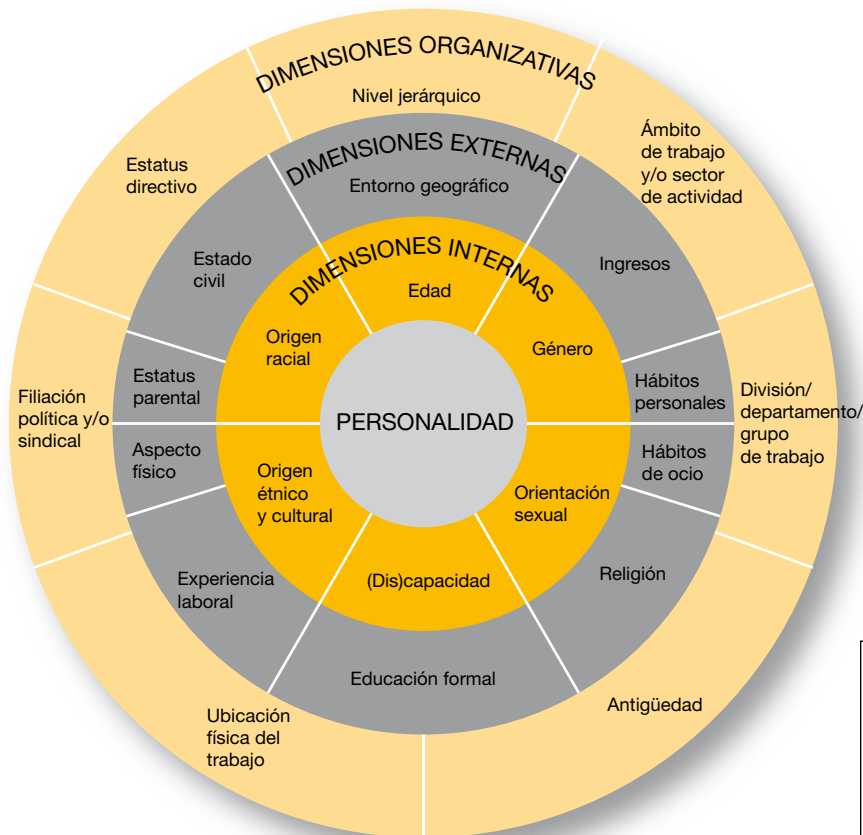 DIMENSIONES ORGANIZATIVAS
Nivel jerárquico
Ámbito
de trabajo
y/o sector
de actividad
División/
departamento/
grupo
de trabajo
Antigüedad
Ubicación
física del
trabajo
Filiación
política y/o
sindical
Estatus
directivo
DIMENSIONES EXTERNAS
Entorno geográfico
Ingresos
Hábitos
personales
Hábitos
de ocio
Religión
Educación formal
Experiencia
laboral
Aspecto
físico
Estatus
parental
Estado
civil
DIMENSIONES INTERNAS
Edad
Género
Orientación
sexual
(Dis)capacidad
Origen
étnico
y cultural
Origen
racial
PERSONALIDAD